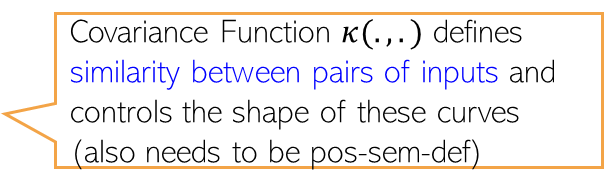 Covariance Function κ(.,.) defines
similarity between pairs of inputs and
controls the shape of these curves
(also needs to be pos-sem-def)